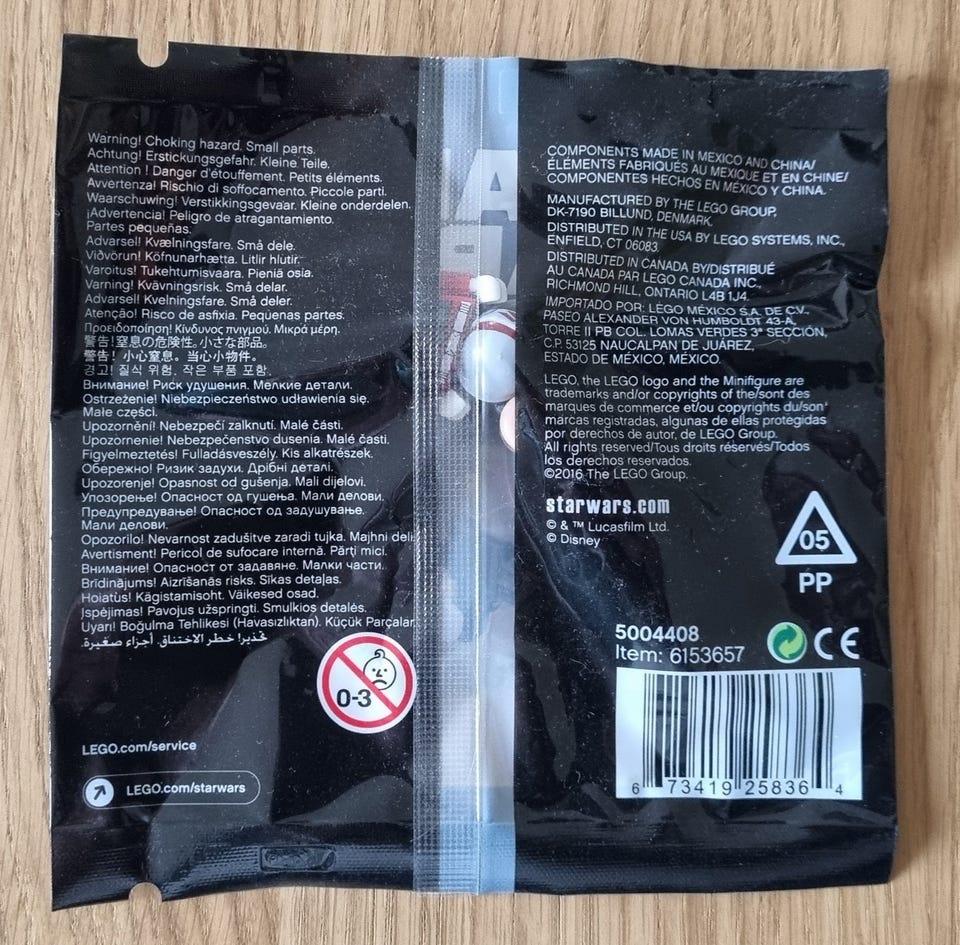 Warning! Choking hazard. Small parts.
Achtung! Erstickungsgefahr. Kleine Teile.
Attention ! Danger d'étouffement. Petits éléments.
Avvertenza! Rischio di soffocamento. Piccole parti.
Waarschuwing! Verstikkingsgevaar. Kleine onderdelen.
¡Advertencia! Peligro de atragantamiento.
Partes pequeñas.
Advarsel! Kvælningsfare. Små dele.
Viðvörun! Köfnunarhætta. Litlir hlutir.
Varoitus! Tukehtumisvaara. Pieniä osia.
Varning! Kvävningsrisk. Små delar.
Advarsel! Kvelningsfare. Små deler.
Atenção! Risco de asfixia. Pequenas partes.
Προειδοποίηση! Κίνδυνος πνιγμού. Μικρά μέρη.
警告!窒息の危険性。小さな部品。
警告! 小心窒息。当心小物件。
경고! 질식 위험. 작은 부품 포함.
Внимание! Риск удушения. Мелкие детали.
Ostrzeżenie! Niebezpieczeństwo udławienia się.
Małe części.
Upozornění! Nebezpečí zalknutí. Malé části.
Upozornenie! Nebezpečenstvo dusenia. Malé časti.
Figyelmeztetés! Fulladásveszély. Kis alkatrészek.
Обережно! Ризик задухи. Дрібні деталі.
Upozorenje! Opasnost od gušenja. Mali dijelovi.
Упозорење! Опасност од гушења. Мали делови.
Предупредување! Опасност од задушување.
Мали делови.
Opozorilo! Nevarnost zadušitve zaradi tujka. Majhni deli
Avertisment! Pericol de sufocare internă. Părţi mici.
Внимание! Опасност от задавяне. Малки части.
Brīdinājums! Aizrīšanās risks. Sīkas detaļas.
Hoiatus! Kägistamisoht. Väikesed osad.
Įspėjimas! Pavojus užspringti. Smulkios detalės.
Uyarı! Boğulma Tehlikesi (Havasızlıktan). Küçük Parçalar
تحذير! خطر الاختناق. أجزاء صغيرة.
0-3
LEGO.com/service
LEGO.com/starwars
COMPONENTS MADE IN MEXICO AND CHINA/
ÉLÉMENTS FABRIQUÉS AU MEXIQUE ET EN CHINE/
COMPONENTES HECHOS EN MÉXICO Y CHINA.
MANUFACTURED BY THE LEGO GROUP,
DK-7190 BILLUND, DENMARK,
DISTRIBUTED IN THE USA BY LEGO SYSTEMS, INC.,
ENFIELD, CT 06083.
DISTRIBUTED IN CANADA BY/DISTRIBUÉ
AU CANADA PAR LEGO CANADA INC.,
RICHMOND HILL, ONTARIO L4B 1J4.
IMPORTADO POR: LEGO MÉXICO S.A. DE C.V.,
PASEO ALEXANDER VON HUMBOLDT 43-A,
TORRE II PB COL. LOMAS VERDES 3ª SECCIÓN,
C.P. 53125 NAUCALPAN DE JUÁREZ,
ESTADO DE MÉXICO, MÉXICO.
LEGO, the LEGO logo and the Minifigure are
trademarks and/or copyrights of the/sont des
marques de commerce et/ou copyrights du/son
marcas registradas, algunas de ellas protegidas
por derechos de autor, de LEGO Group.
All rights reserved/Tous droits réservés/Todos
los derechos reservados.
©2016 The LEGO Group.
starwars.com
© & ™ Lucasfilm Ltd.
© Disney
05
PP
5004408
Item: 6153657
CE
6 73419 25836 4